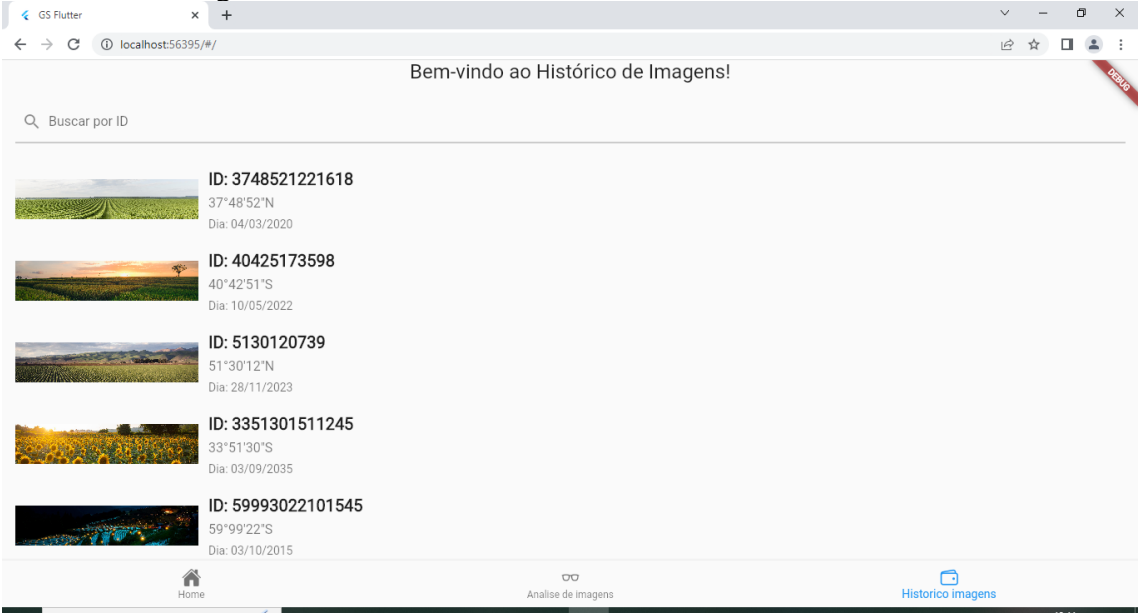 GS Flutter
localhost:56395/#/
Bem-vindo ao Histórico de Imagens!
DEBUG
Buscar por ID
ID: 3748521221618
37°48'52"N
Dia: 04/03/2020
ID: 40425173598
40°42'51"S
Dia: 10/05/2022
ID: 5130120739
51°30'12"N
Dia: 28/11/2023
ID: 3351301511245
33°51'30"S
Dia: 03/09/2035
ID: 59993022101545
59°99'22"S
Dia: 03/10/2015
Home
Analise de imagens
Historico imagens